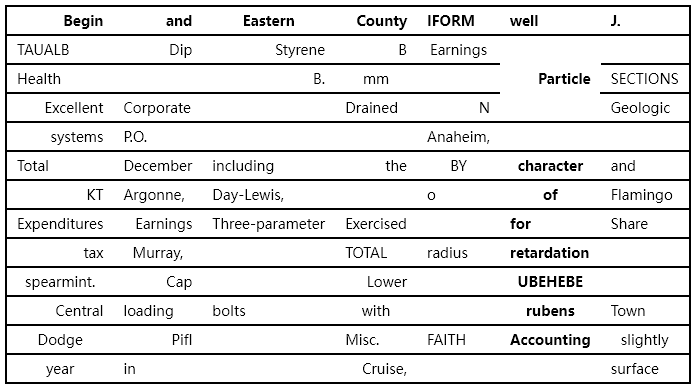 Begin and Eastern County IFORM well J.
TAUALB Dip Styrene B Earnings
Health B. mm Particle SECTIONS
Excellent Corporate Drained N Geologic
systems P.O. Anaheim,
Total December including the BY character and
KT Argonne, Day-Lewis, o of Flamingo
Expenditures Earnings Three-parameter Exercised for Share
tax Murray, TOTAL radius retardation
spearmint. Cap Lower UBEHEBE
Central loading bolts with rubens Town
Dodge Pifl Misc. FAITH Accounting slightly
year in Cruise, surface